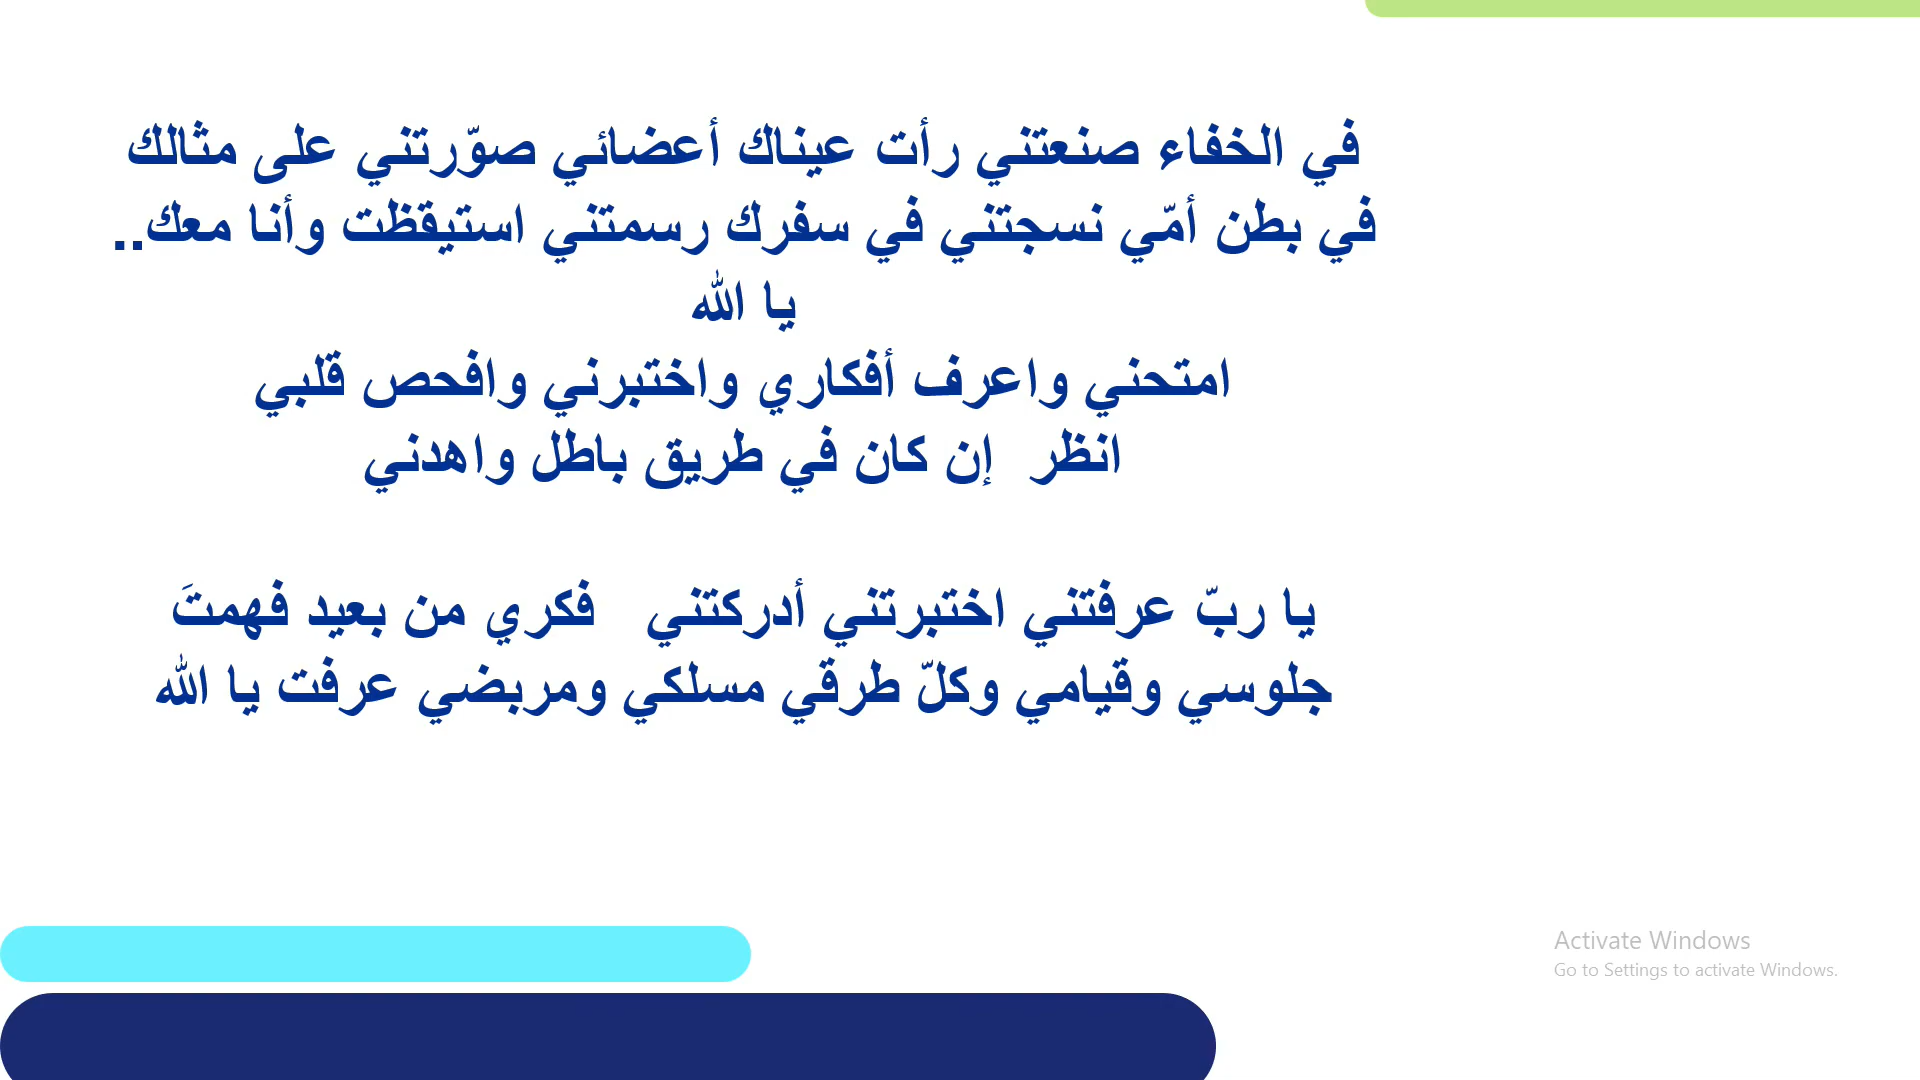 في الخفاء صنعتني رأت عيناك أعضائي صوّرتني على مثالك
في بطن أمّي نسجتني في سفرك رسمتني استيقظت وأنا معك..
يا الله
امتحني واعرف أفكاري واختبرني وافحص قلبي
انظر  إن كان في طريق باطل واهدني
يا ربّ عرفتني اختبرتني أدركتني   فكري من بعيد فهمتَ
جلوسي وقيامي وكلّ طرقي مسلكي ومربضي عرفت يا الله
Activate Windows
Go to Settings to activate Windows.